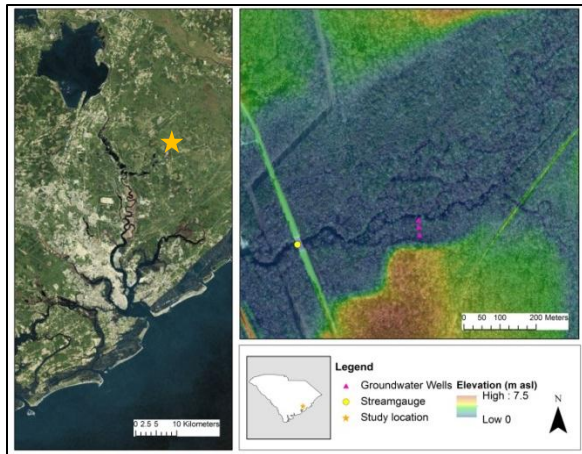 0 2.5 5 10 Kilometers
0 50 100 200 Meters
Legend
Groundwater Wells
Streamgauge
Study location
Elevation (m asl)
High : 7.5
Low 0
N